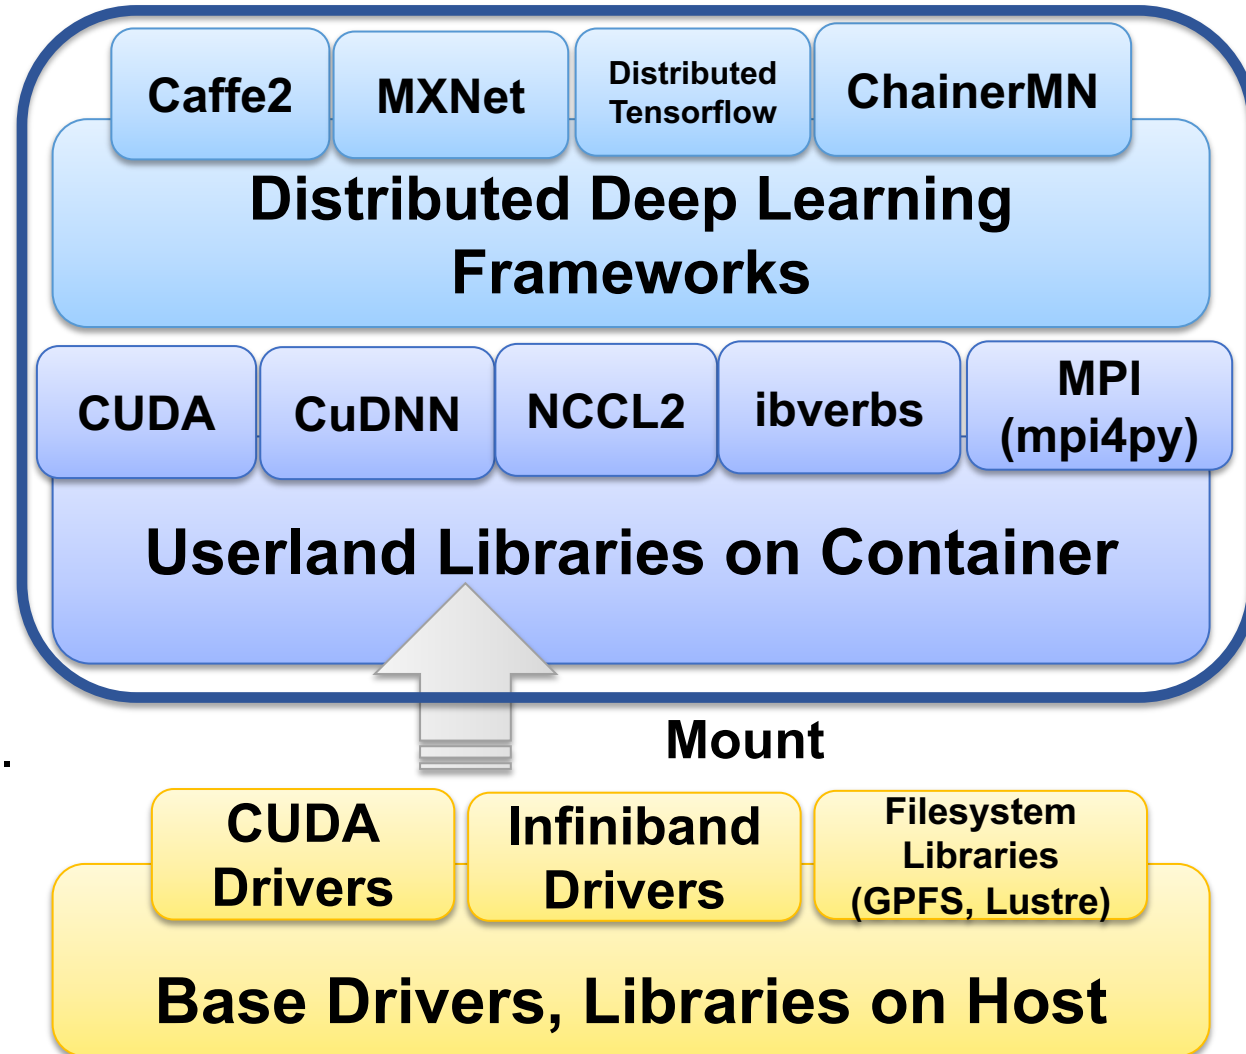 Caffe2
MXNet
Distributed
Tensorflow
ChainerMN
Distributed Deep Learning
Frameworks
CUDA
CuDNN
NCCL2
ibverbs
MPI
(mpi4py)
Userland Libraries on Container
Mount
.
CUDA
Drivers
Infiniband
Drivers
Filesystem
Libraries
(GPFS, Lustre)
Base Drivers, Libraries on Host